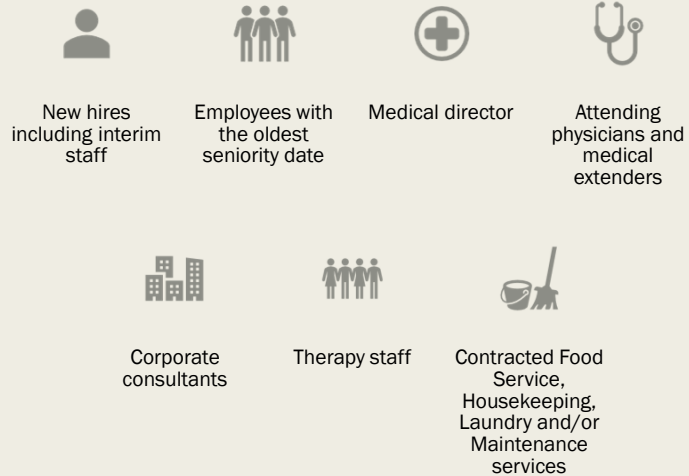 New hires
including interim
staff
Employees with
the oldest
seniority date
Medical director
Attending
physicians and
medical
extenders
Corporate
consultants
Therapy staff
Contracted Food
Service,
Housekeeping,
Laundry and/or
Maintenance
services